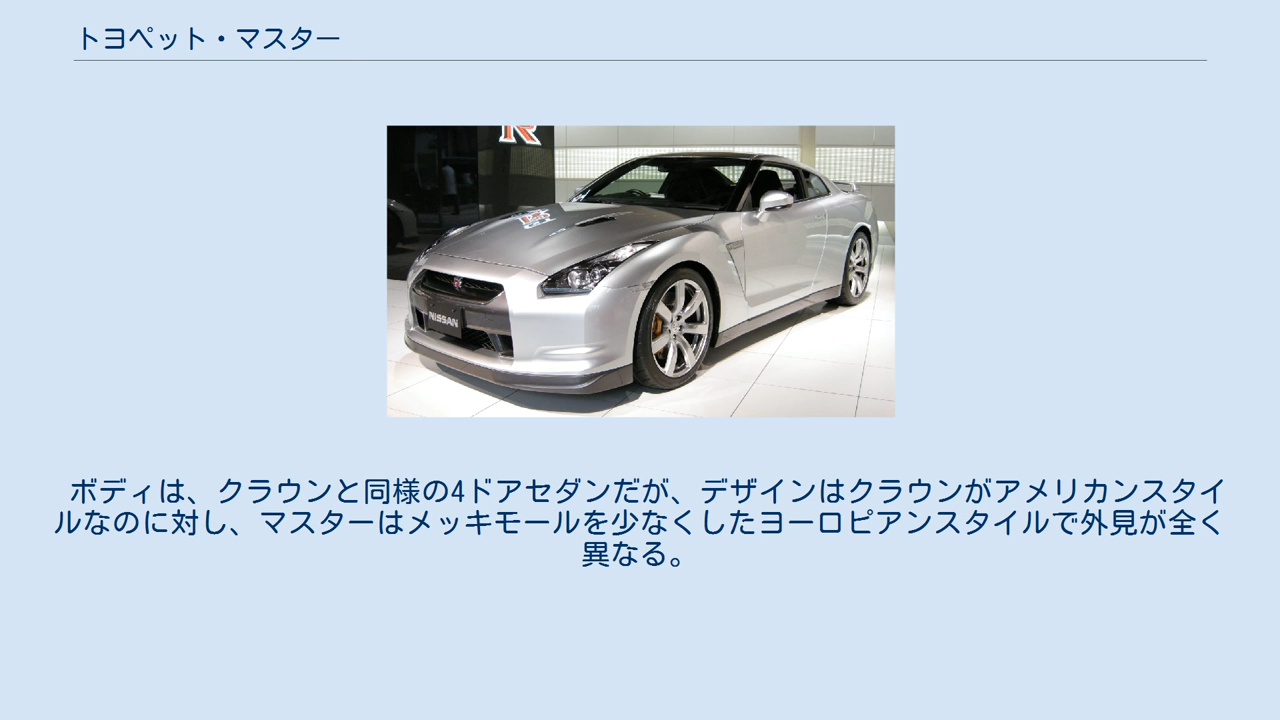 トヨペット・マスター
R
NISSAN
ボディは、クラウンと同様の4ドアセダンだが、デザインはクラウンがアメリカンスタイ
ルなのに対し、マスターはメッキモールを少なくしたヨーロピアンスタイルで外見が全く
異なる。